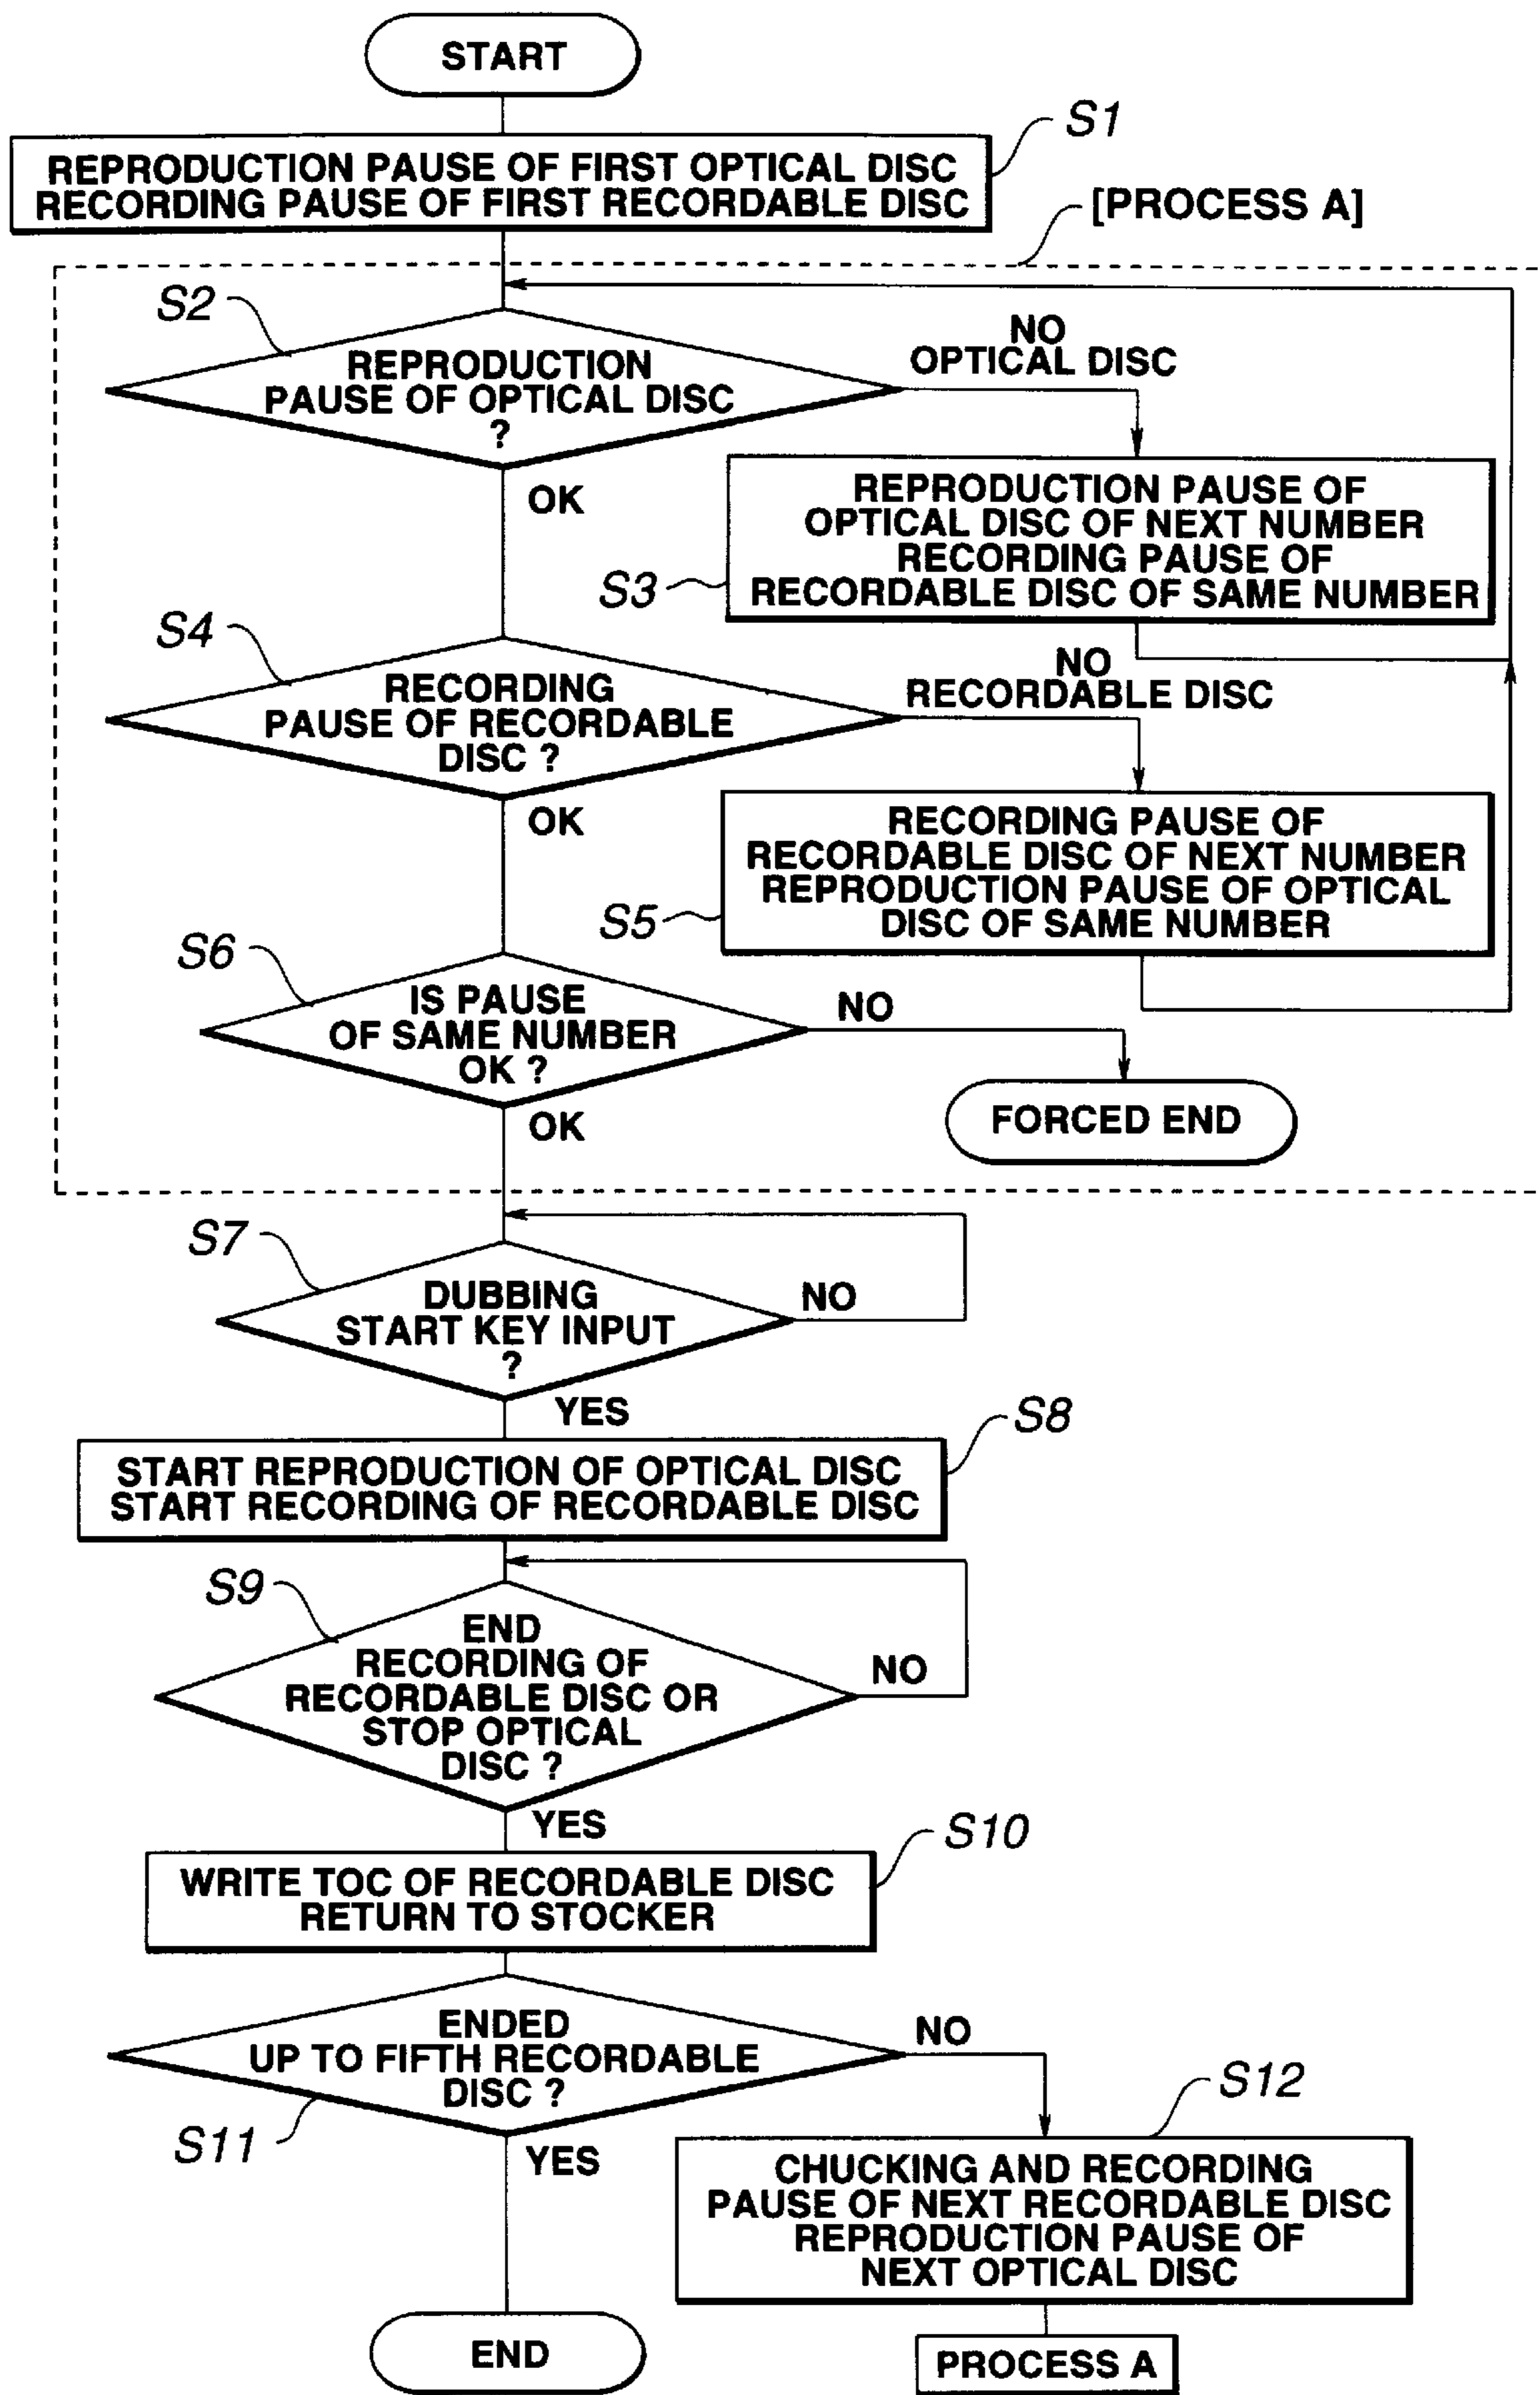 START
S1
REPRODUCTION PAUSE OF FIRST OPTICAL DISC
RECORDING PAUSE OF FIRST RECORDABLE DISC
[PROCESS A]
S2
REPRODUCTION
PAUSE OF OPTICAL DISC
?
NO
OPTICAL DISC
OK
REPRODUCTION PAUSE OF
OPTICAL DISC OF NEXT NUMBER
RECORDING PAUSE OF
RECORDABLE DISC OF SAME NUMBER
S3
S4
RECORDING
PAUSE OF RECORDABLE
DISC ?
NO
RECORDABLE DISC
OK
RECORDING PAUSE OF
RECORDABLE DISC OF NEXT NUMBER
REPRODUCTION PAUSE OF OPTICAL
DISC OF SAME NUMBER
S5
S6
IS PAUSE
OF SAME NUMBER
OK ?
NO
FORCED END
OK
S7
DUBBING
START KEY INPUT
?
NO
YES
S8
START REPRODUCTION OF OPTICAL DISC
START RECORDING OF RECORDABLE DISC
S9
END
RECORDING OF
RECORDABLE DISC OR
STOP OPTICAL
DISC ?
NO
YES
S10
WRITE TOC OF RECORDABLE DISC
RETURN TO STOCKER
ENDED
UP TO FIFTH RECORDABLE
DISC ?
NO
S11
YES
S12
CHUCKING AND RECORDING
PAUSE OF NEXT RECORDABLE DISC
REPRODUCTION PAUSE OF
NEXT OPTICAL DISC
END
PROCESS A